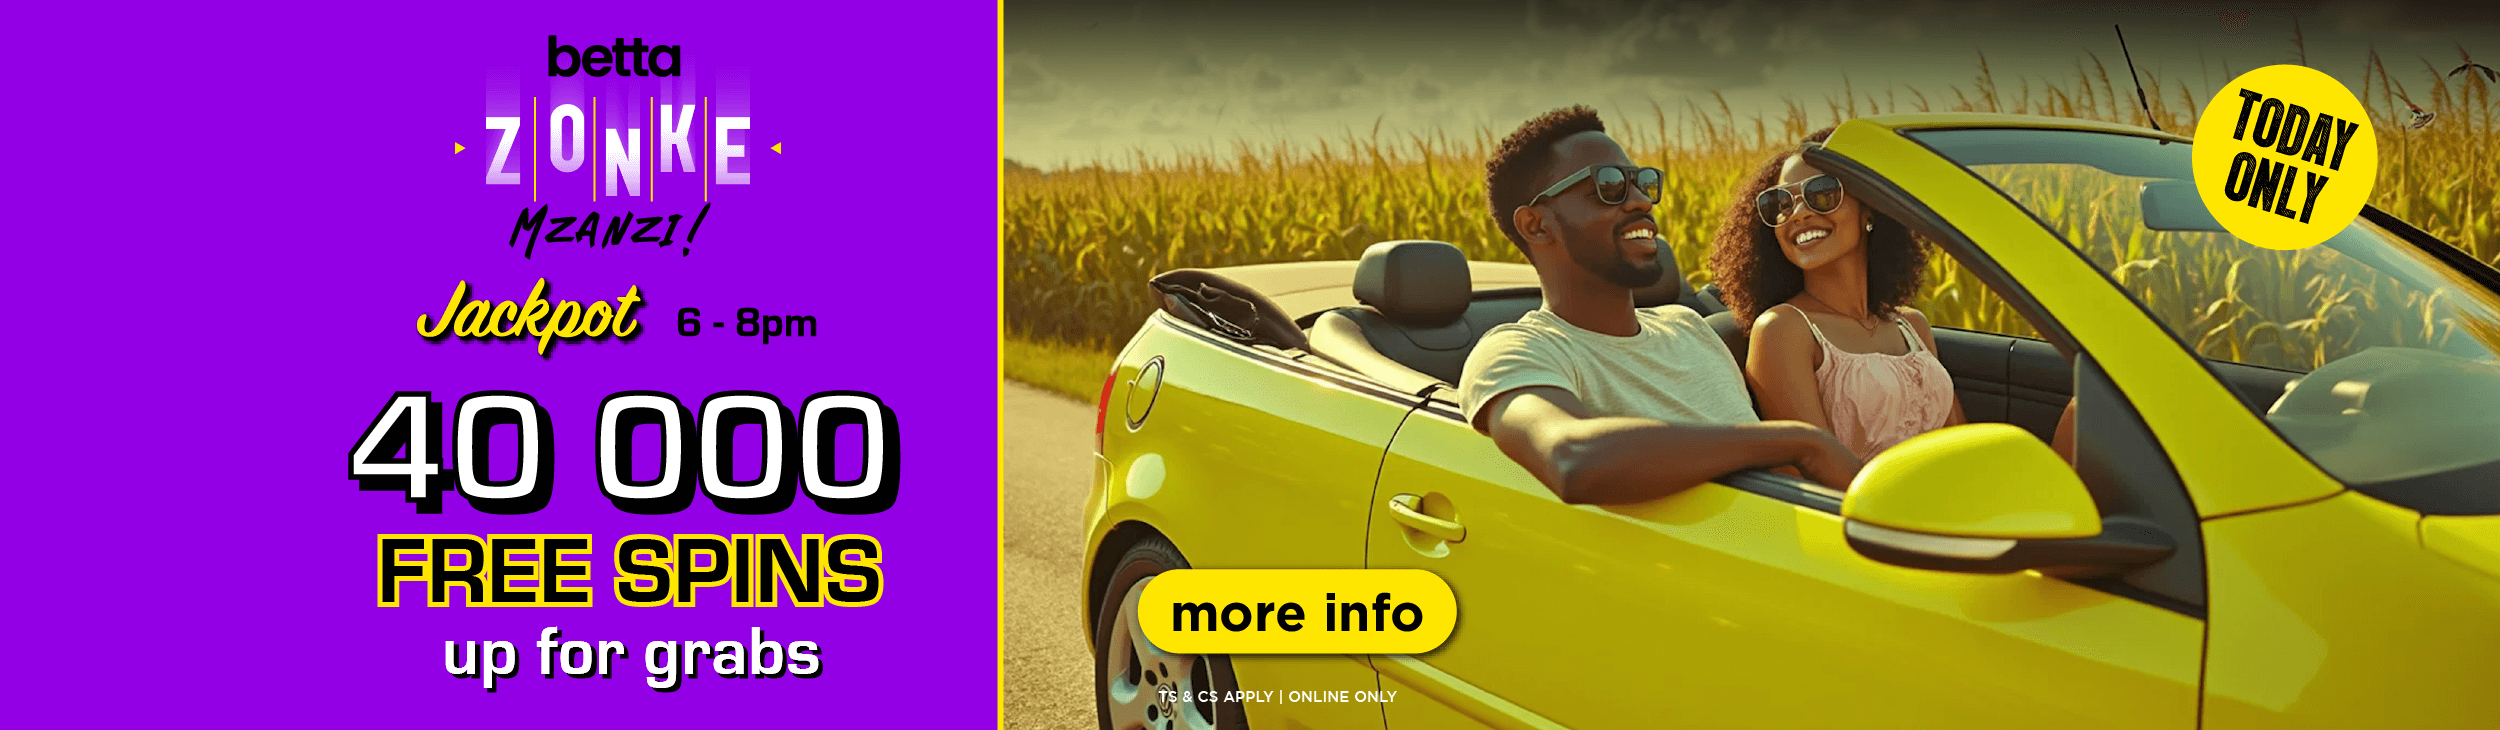 betta
ZONKE
MZANZI!
Jackpot 6 - 8pm
40 000
FREE SPINS
up for grabs
TODAY
ONLY
more info
TS & CS APPLY | ONLINE ONLY